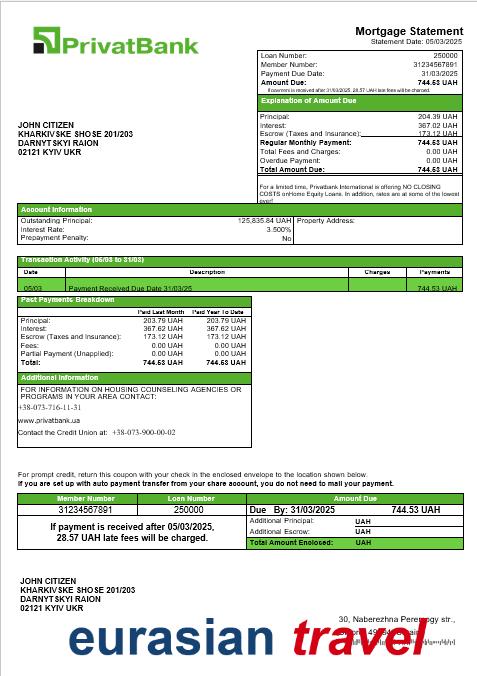 PrivatBank
Mortgage Statement
Statement Date: 05/03/2025
Loan Number: 250000
Member Number: 31234567891
Payment Due Date: 31/03/2025
Amount Due: 744.53 UAH
If payment is received after 31/03/2025, 28.57 UAH late fees will be charged.
Explanation of Amount Due
Principal: 204.39 UAH
Interest: 367.02 UAH
Escrow (Taxes and Insurance): 173.12 UAH
Regular Monthly Payment: 744.53 UAH
Total Fees and Charges: 0.00 UAH
Overdue Payment: 0.00 UAH
Total Amount Due: 744.53 UAH
JOHN CITIZEN
KHARKIVSKE SHOSE 201/203
DARNYTSKYI RAION
02121 KYIV UKR
For a limited time, Privatbank International is offering NO CLOSING
COSTS onHome Equity Loans. In addition, rates are at some of the lowest
ever!
Account Information
Outstanding Principal: 125,835.84 UAH Property Address:
Interest Rate: 3.500%
Prepayment Penalty: No
Transaction Activity (05/03 to 31/03)
Date Description Charges Payments
05/03 Payment Received Due Date 31/03/25 744.53 UAH
Past Payments Breakdown
Paid Last Month Paid Year To Date
Principal: 203.79 UAH 203.79 UAH
Interest: 367.62 UAH 367.62 UAH
Escrow (Taxes and Insurance): 173.12 UAH 173.12 UAH
Fees: 0.00 UAH 0.00 UAH
Partial Payment (Unapplied): 0.00 UAH 0.00 UAH
Total: 744.53 UAH 744.53 UAH
Additional Information
FOR INFORMATION ON HOUSING COUNSELING AGENCIES OR
PROGRAMS IN YOUR AREA CONTACT:
+38-073-716-11-31
www.privatbank.ua
Contact the Credit Union at: +38-073-900-00-02
For prompt credit, return this coupon with your check in the enclosed envelope to the location shown below.
If you are set up with auto payment transfer from your share account, you do not need to mail your payment.
Member Number Loan Number Amount Due
31234567891 250000 Due By: 31/03/2025 744.53 UAH
If payment is received after 05/03/2025,
28.57 UAH late fees will be charged.
Additional Principal: UAH
Additional Escrow: UAH
Total Amount Enclosed: UAH
JOHN CITIZEN
KHARKIVSKE SHOSE 201/203
DARNYTSKYI RAION
02121 KYIV UKR
30, Naberezhna Peremogy str.,
eurasian travel